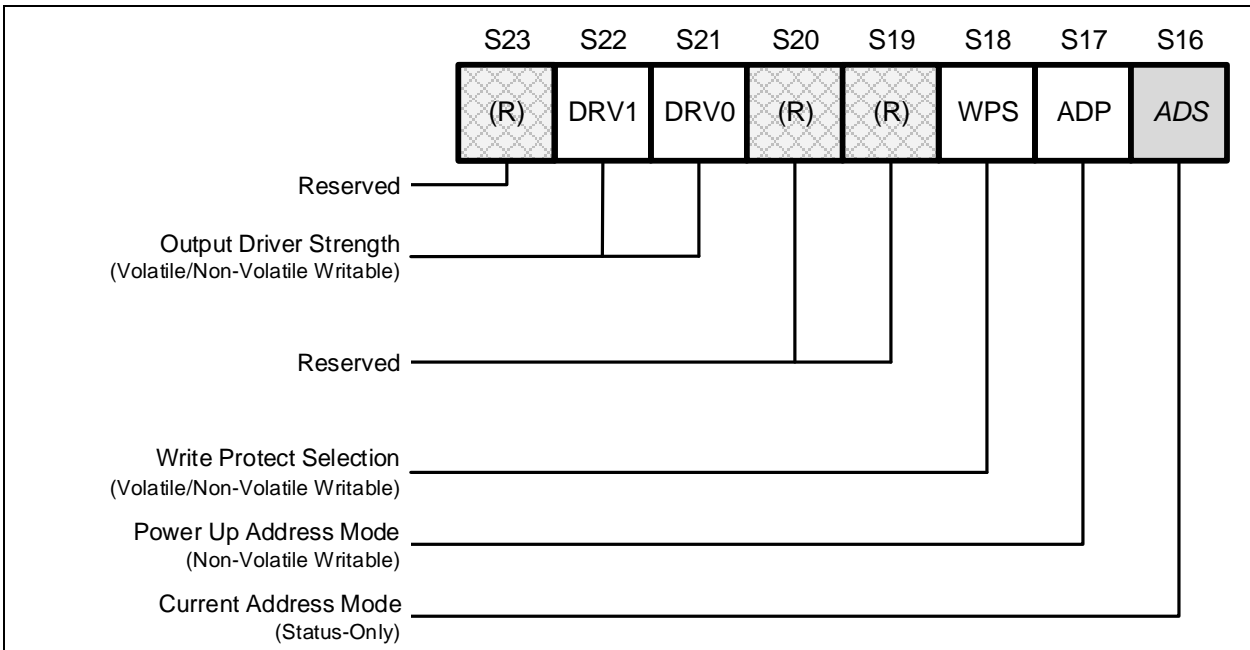 S23 S22 S21 S20 S19 S18 S17 S16
(R) DRV1 DRV0 (R) (R) WPS ADP ADS
Reserved
Output Driver Strength
(Volatile/Non-Volatile Writable)
Reserved
Write Protect Selection
(Volatile/Non-Volatile Writable)
Power Up Address Mode
(Non-Volatile Writable)
Current Address Mode
(Status-Only)